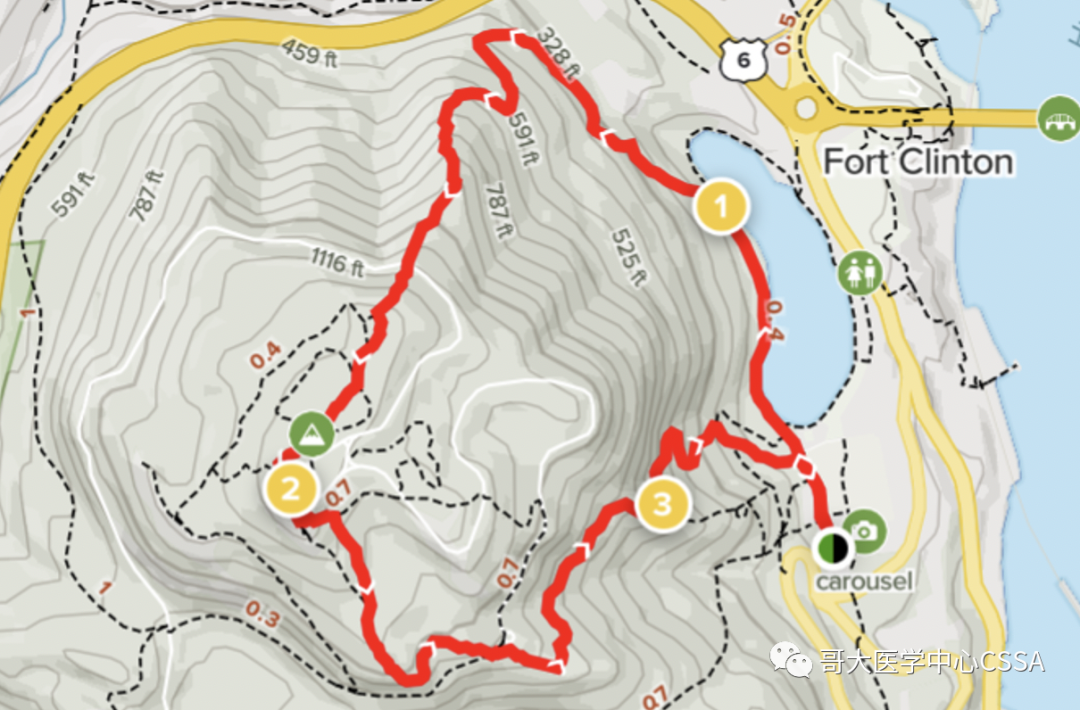 459 ft
328 ft
6
0.5
591 ft
Fort Clinton
591 ft
787 ft
787 ft
1
525 ft
1116 ft
1
0.4
0.4
2
0.7
3
0.7
carousel
1
0.3
0.7
哥大医学中心CSSA